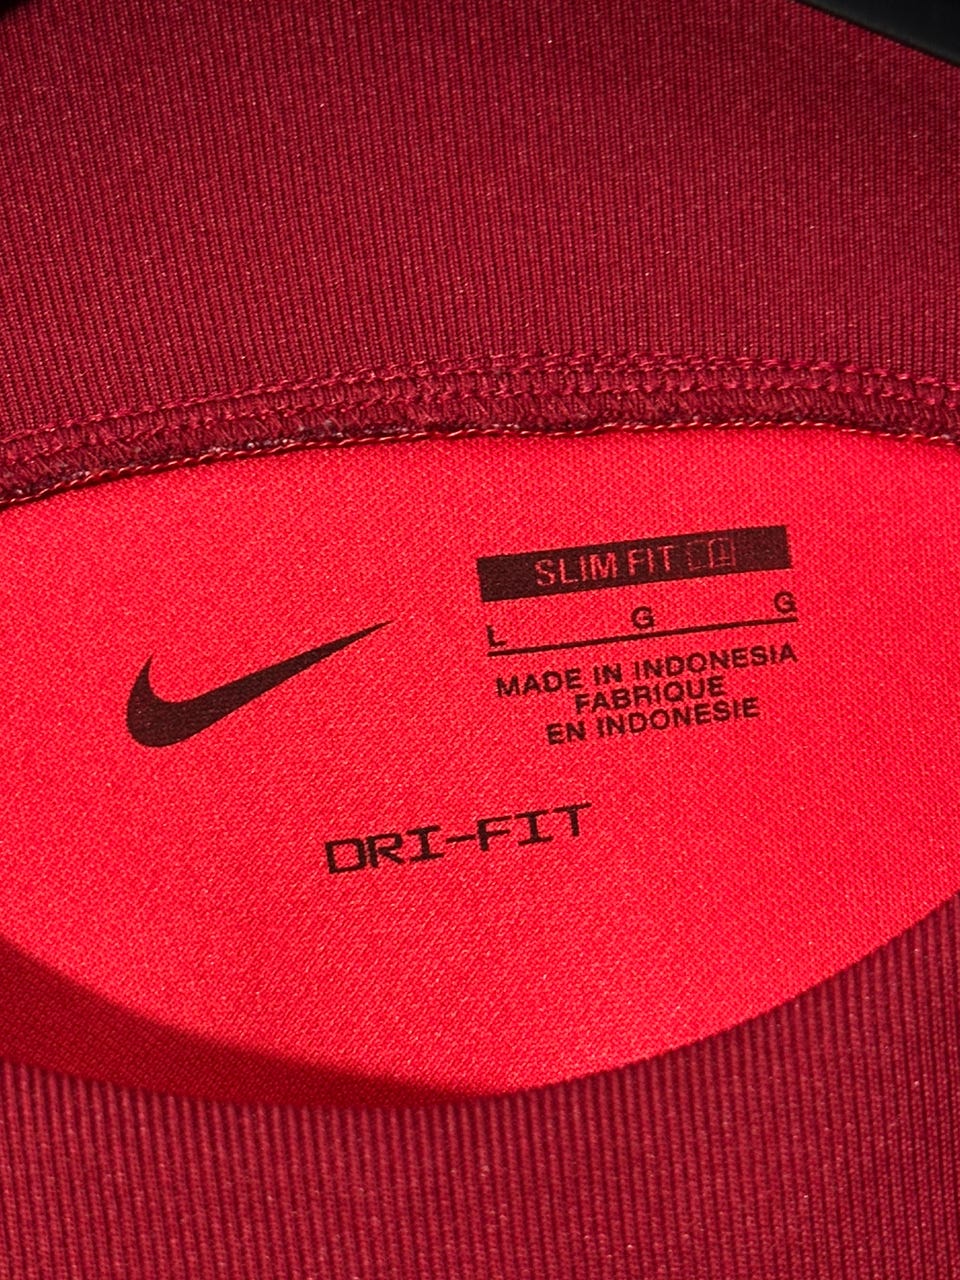 SLIM FIT
L G G
MADE IN INDONESIA
FABRIQUE
EN INDONESIE
DRI-FIT